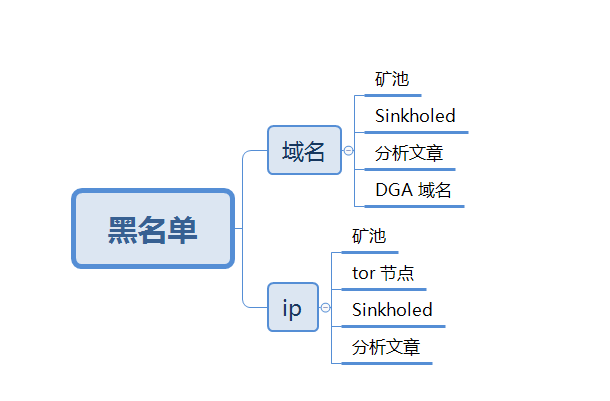 黑名单
域名
矿池
Sinkholed
分析文章
DGA 域名
ip
矿池
tor 节点
Sinkholed
分析文章